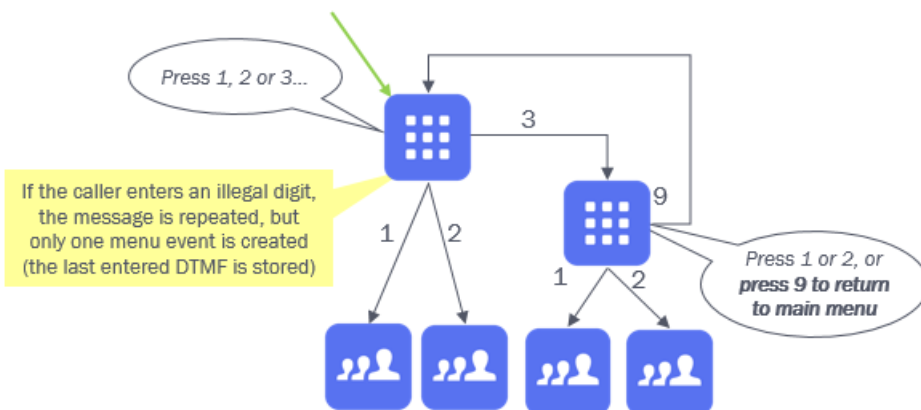 Press 1, 2 or 3...
3
If the caller enters an illegal digit,
the message is repeated, but
only one menu event is created
(the last entered DTMF is stored)
1
2
9
1
2
Press 1 or 2, or
press 9 to return
to main menu